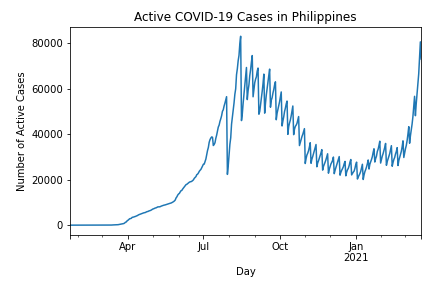 Active COVID-19 Cases in Philippines
Number of Active Cases
80000
60000
40000
20000
0
Apr
Jul
Oct
Jan
2021
Day